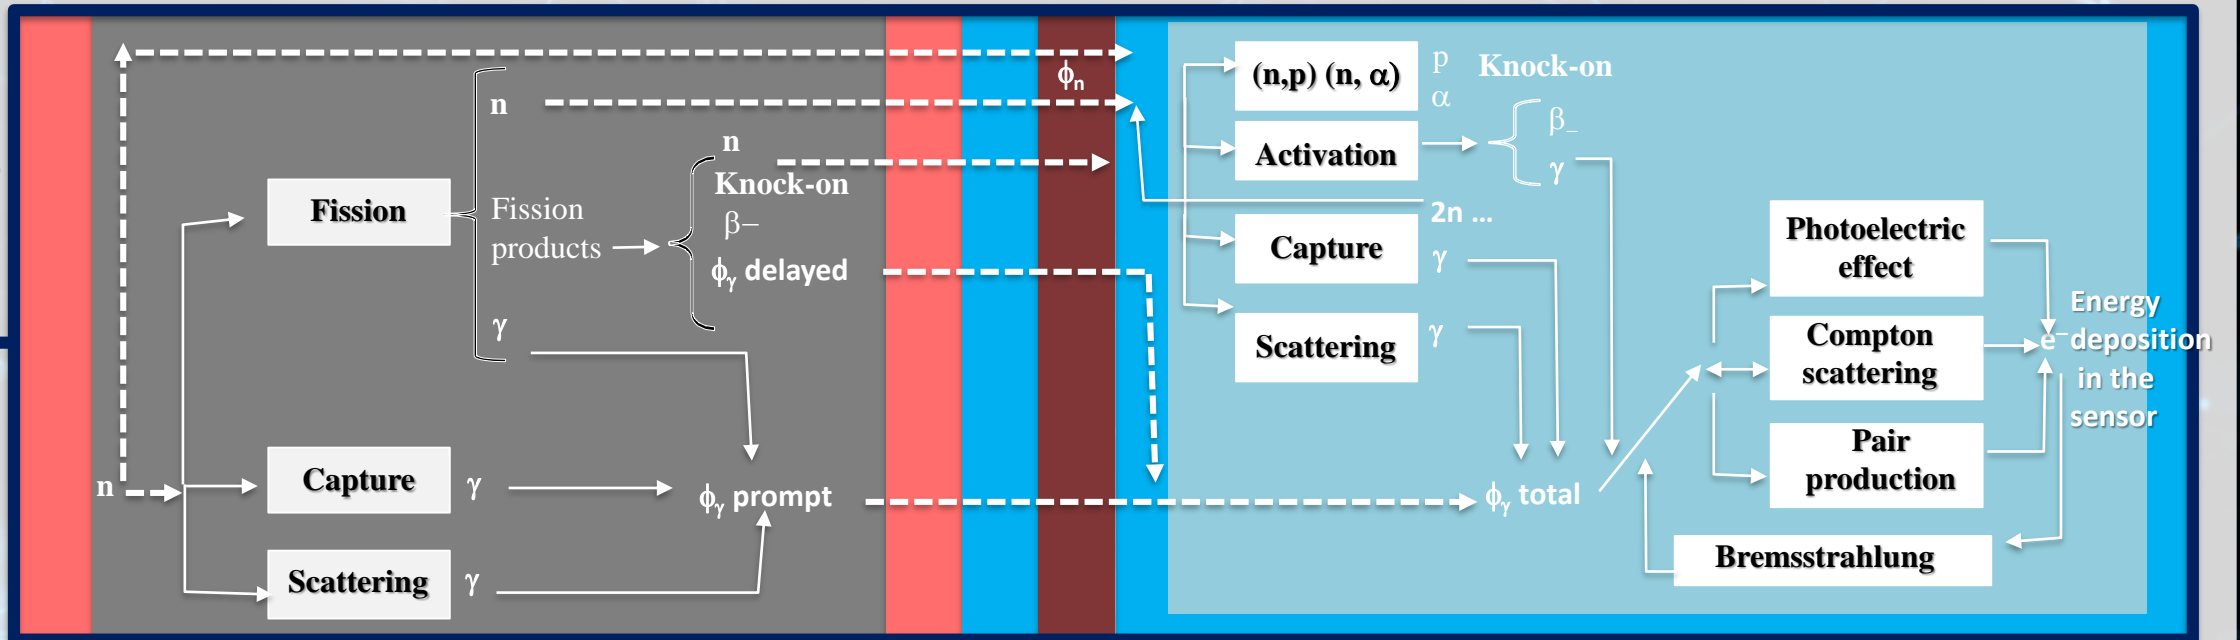 n
Fission
Capture
Scattering
n
Fission
products
γ
n
Knock-on
β−
ϕγ delayed
γ
γ
ϕγ prompt
ϕn
(n,p) (n, α)
p
α
Knock-on
Activation
β−
γ
2n ...
Capture
γ
Scattering
γ
ϕγ total
Photoelectric
effect
Compton
scattering
Pair
production
Bremsstrahlung
e−
Energy
deposition
in the
sensor